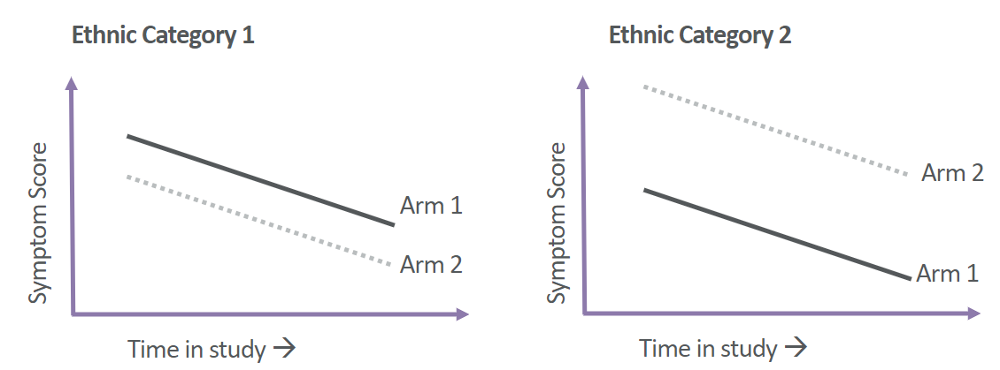 Ethnic Category 1
Symptom Score
Arm 1
Arm 2
Time in study →
Ethnic Category 2
Symptom Score
Arm 2
Arm 1
Time in study →